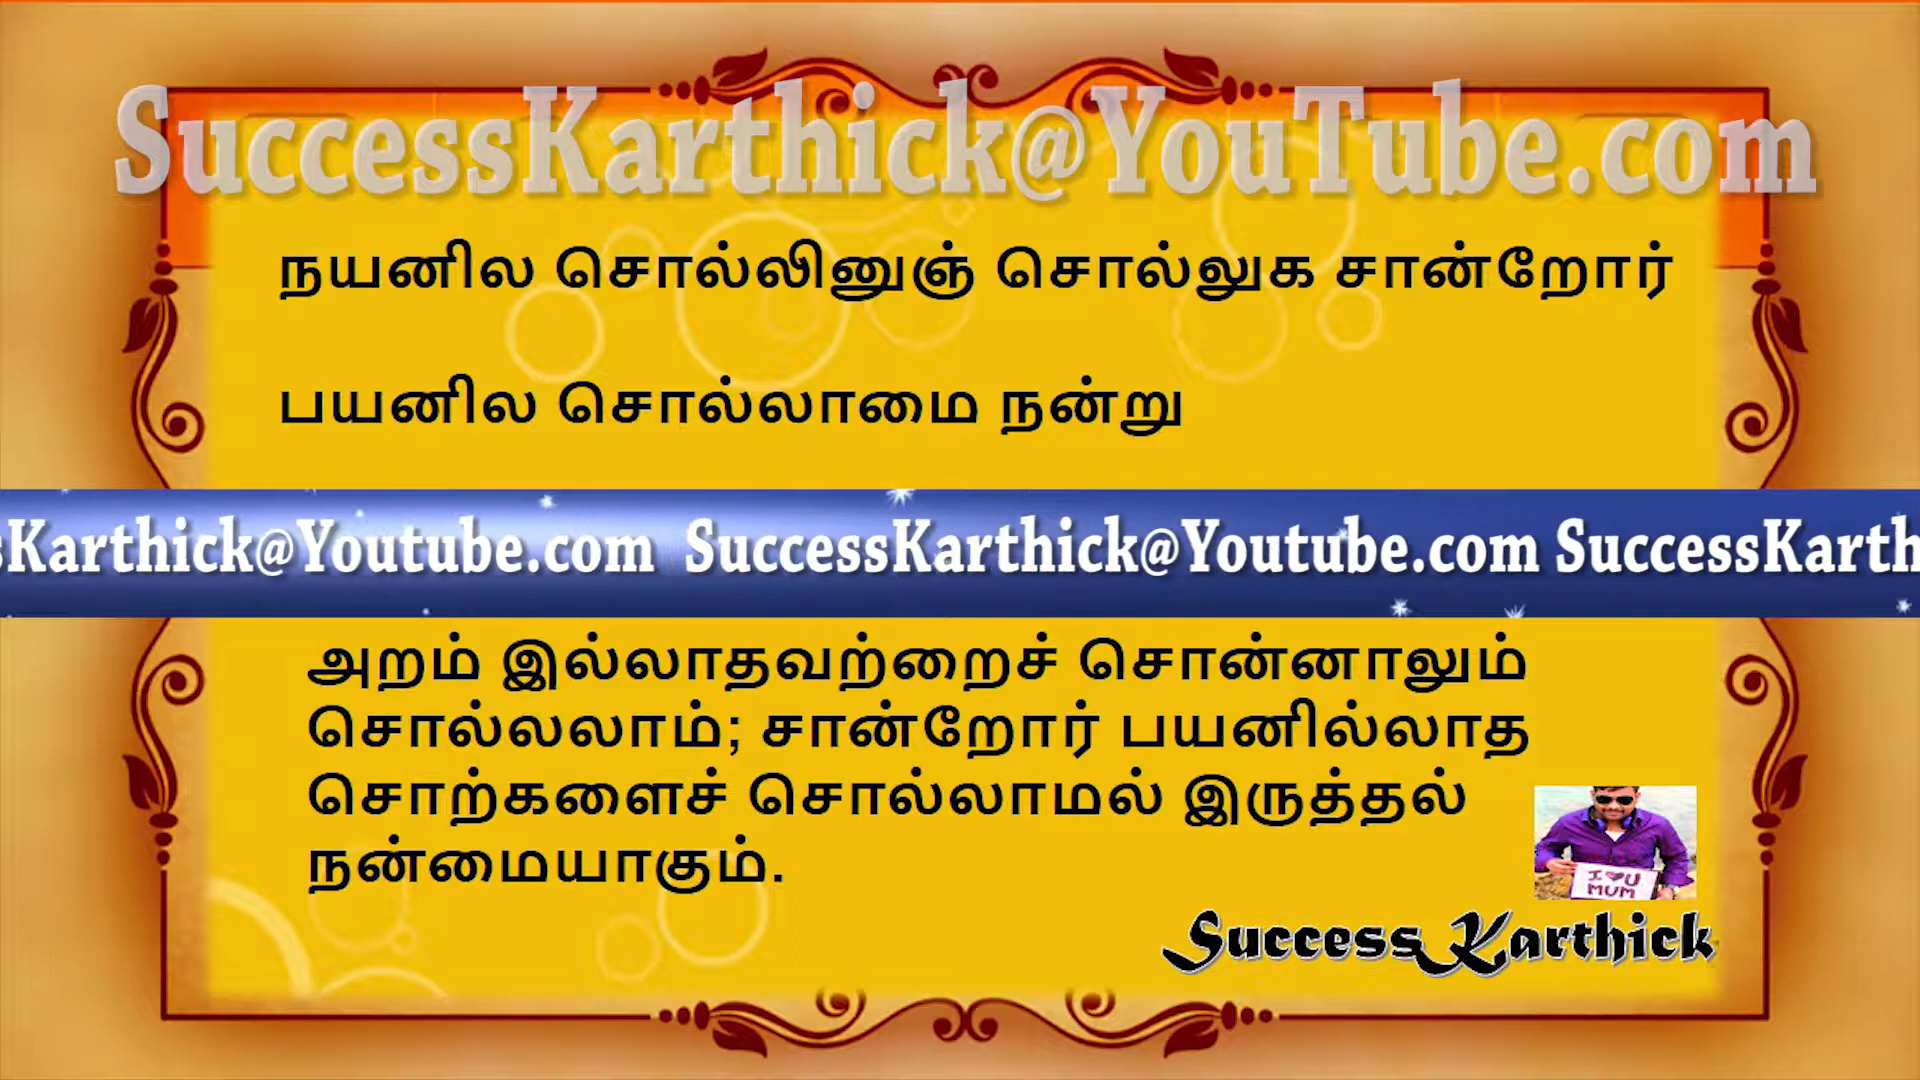 SuccessKarthick@YouTube.com
நயனில சொல்லினுஞ் சொல்லுக சான்றோர்
பயனில சொல்லாமை நன்று
sKarthick@Youtube.com SuccessKarthick@Youtube.com SuccessKarth
அறம் இல்லாதவற்றைச் சொன்னாலும்
சொல்லலாம்; சான்றோர் பயனில்லாத
சொற்களைச் சொல்லாமல் இருத்தல்
நன்மையாகும்.
I ♥ U
MUM
Success Karthick